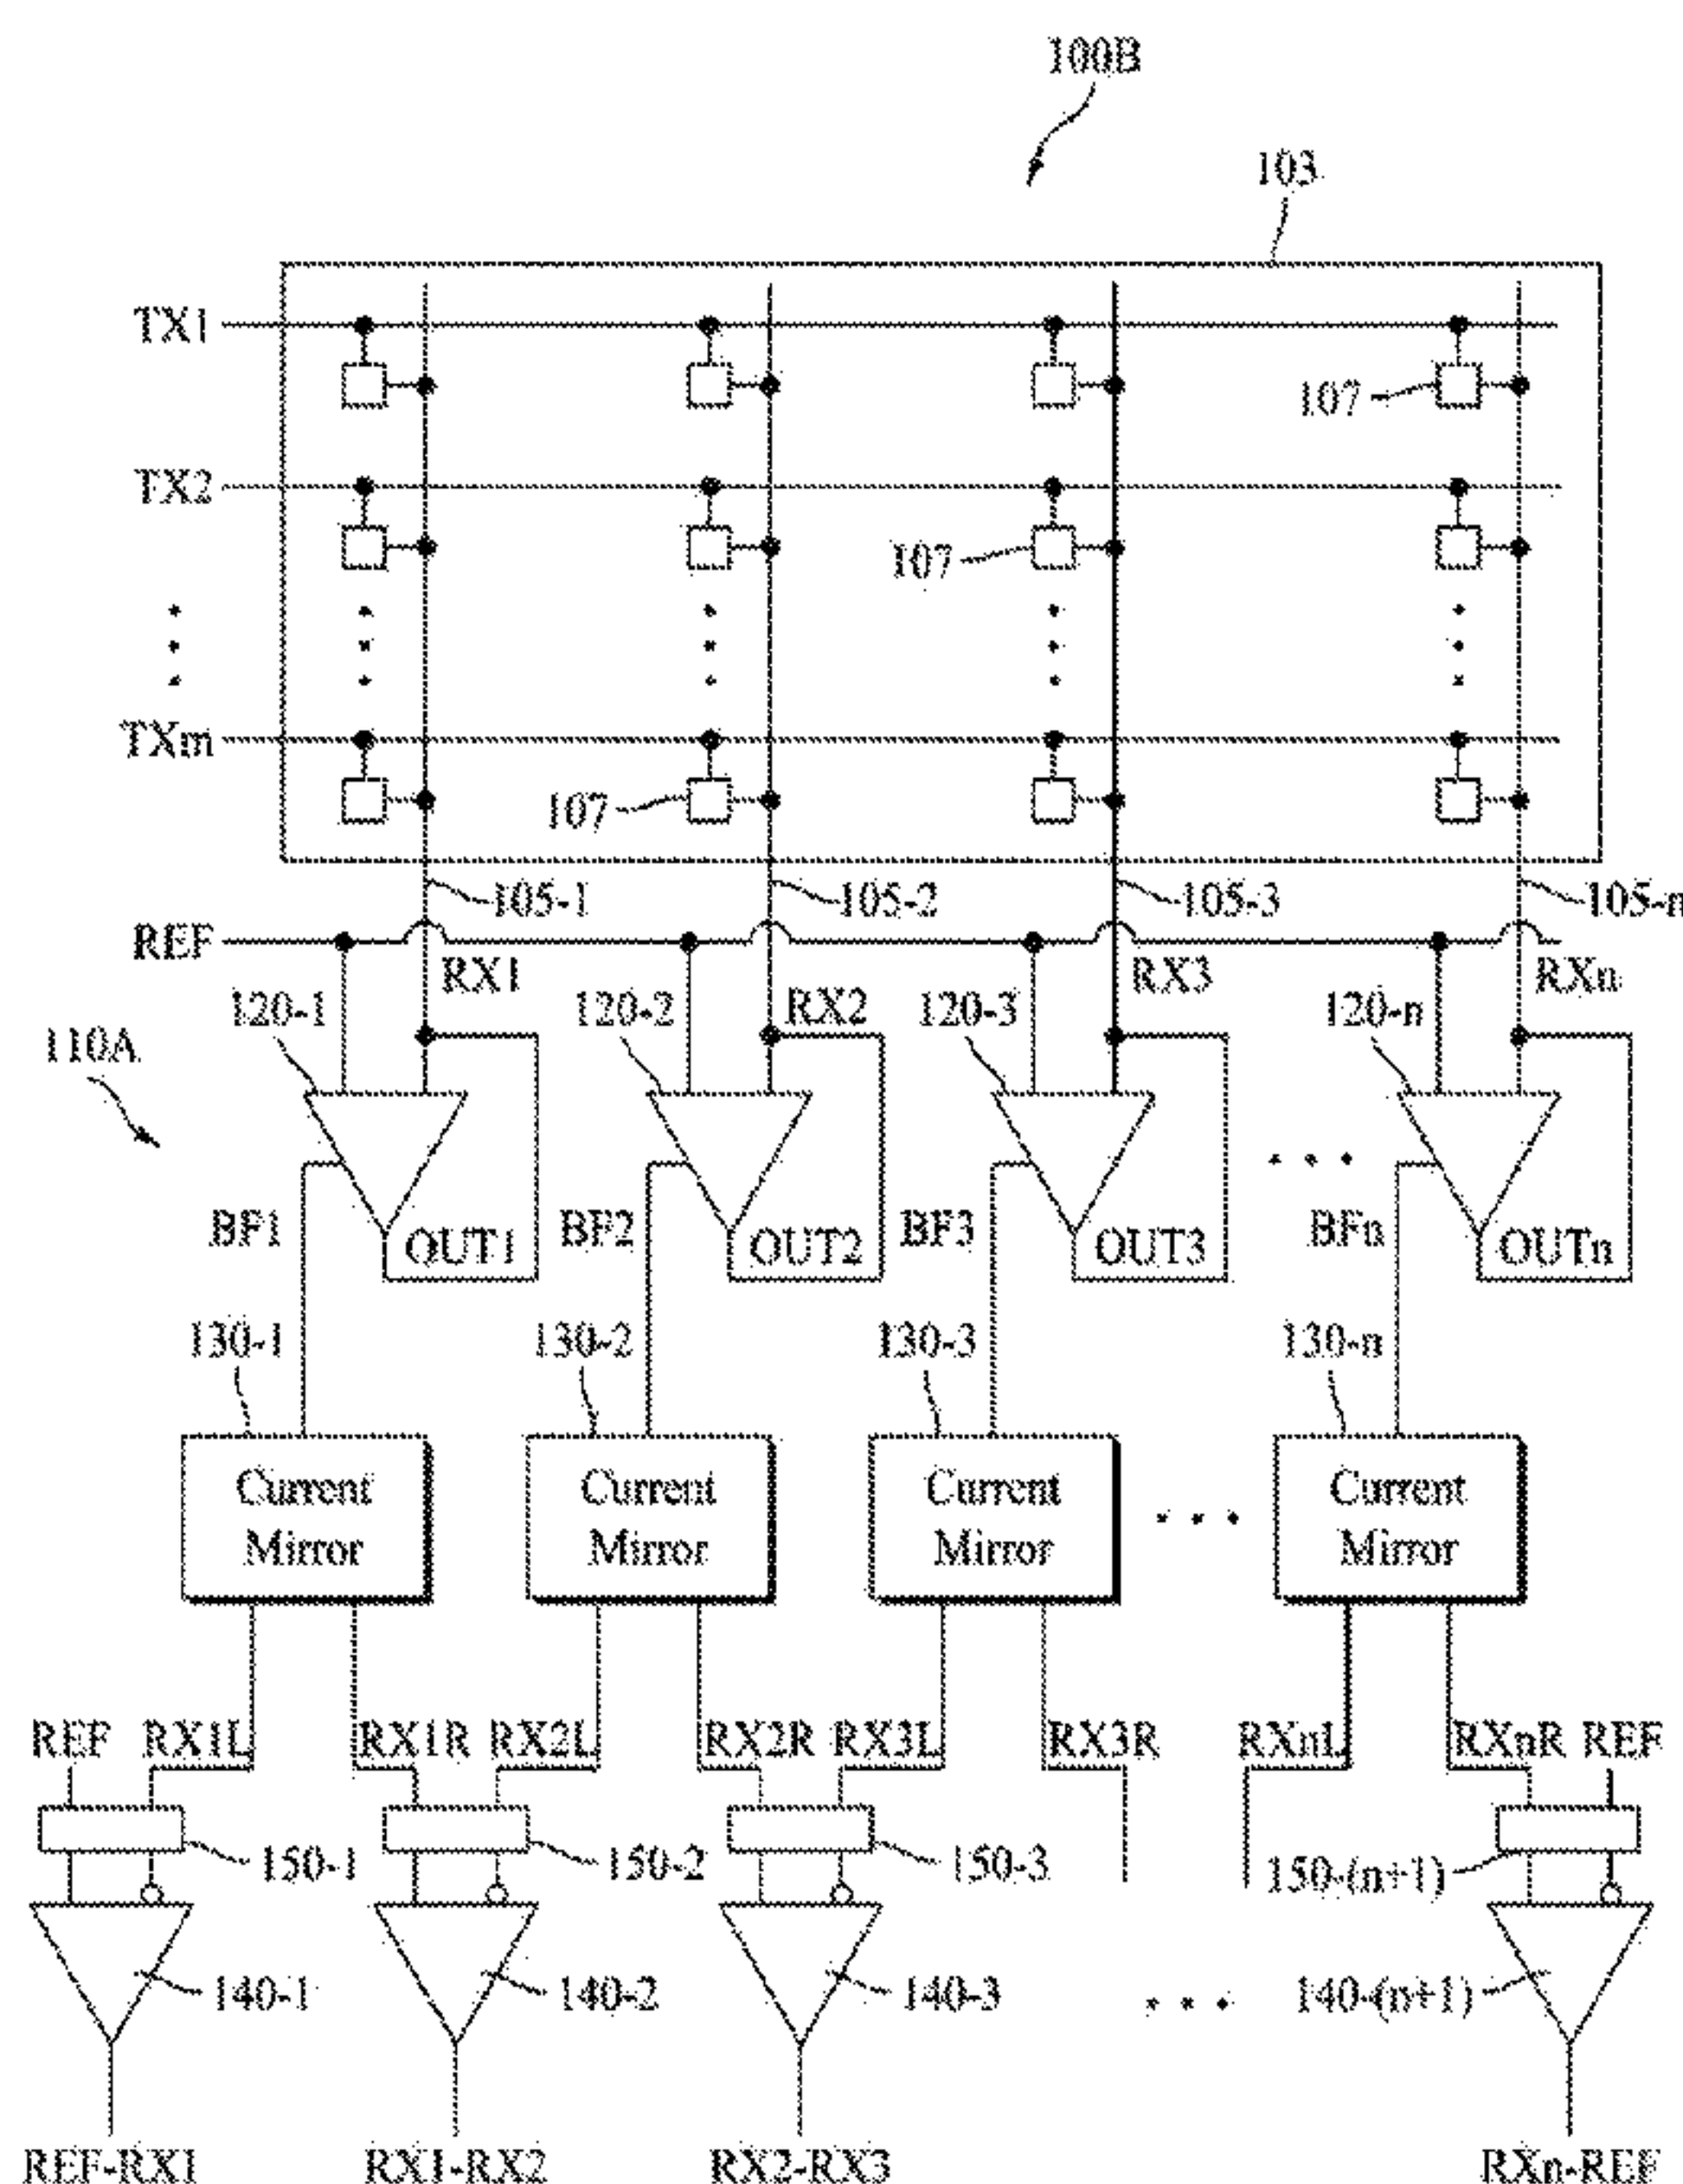 100B
103
TX1
107
TX2
107
TXm
107
105-1
105-2
105-3
105-n
REF
RX1
RX2
RX3
RXn
120-1
120-2
120-3
120-n
110A
BF1
OUT1
BF2
OUT2
BF3
OUT3
BFn
OUTn
130-1
130-2
130-3
130-n
Current
Mirror
Current
Mirror
Current
Mirror
Current
Mirror
REF
RX1L
RX1R
RX2L
RX2R
RX3L
RX3R
RXnL
RXnR
REF
150-1
150-2
150-3
150-(n+1)
140-1
140-2
140-3
140-(n+1)
REF-RX1
RX1-RX2
RX2-RX3
RXn-REF